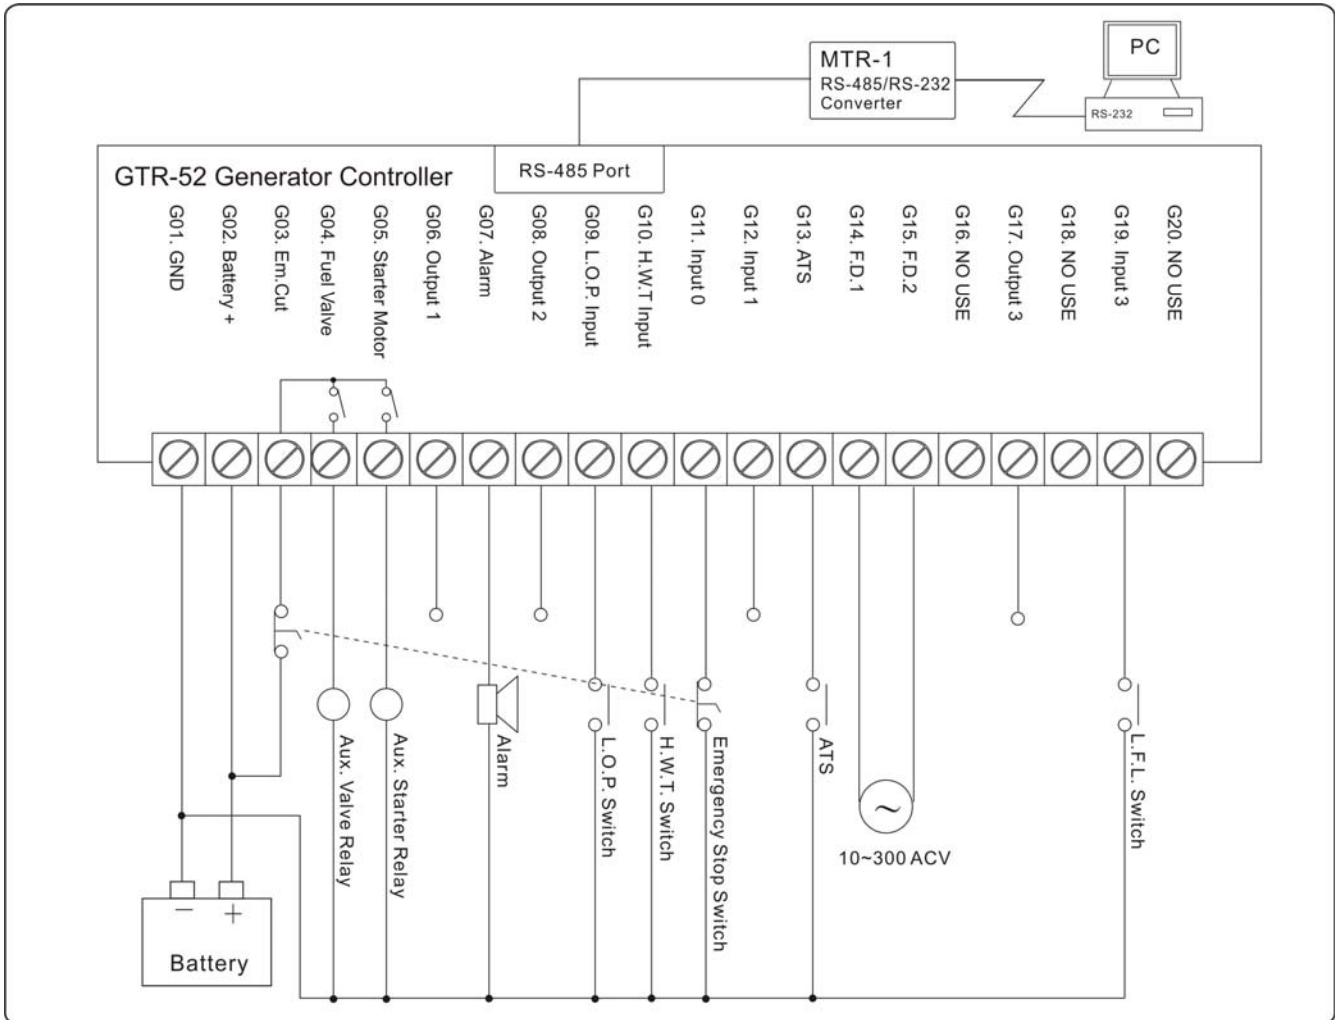 PC
MTR-1
RS-485/RS-232
Converter
RS-232
GTR-52 Generator Controller
RS-485 Port
G01. GND
G02. Battery +
G03. Em.Cut
G04. Fuel Valve
G05. Starter Motor
G06. Output 1
G07. Alarm
G08. Output 2
G09. L.O.P. Input
G10. H.W.T Input
G11. Input 0
G12. Input 1
G13. ATS
G14. F.D.1
G15. F.D.2
G16. NO USE
G17. Output 3
G18. NO USE
G19. Input 3
G20. NO USE
Aux. Valve Relay
Aux. Starter Relay
Alarm
L.O.P. Switch
H.W.T. Switch
Emergency Stop Switch
ATS
~
10~300 ACV
L.F.L. Switch
− +
Battery